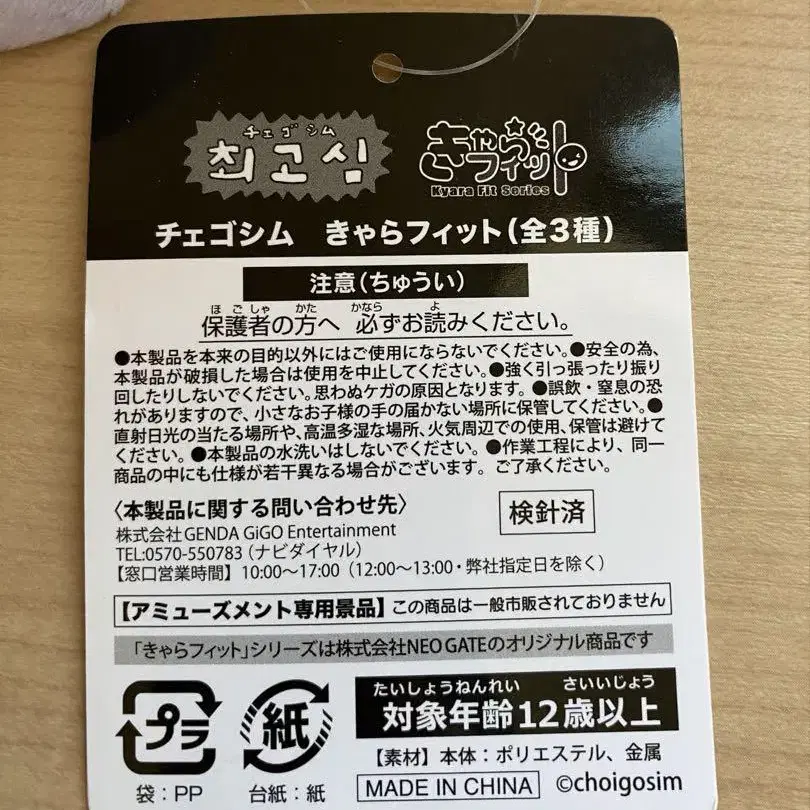 チェゴシム
최고심
きゃらフィット
Kyara Fit Series
チェゴシム きゃらフィット(全3種)
注意(ちゅうい)
ほごしゃ かた かなら よ
保護者の方へ 必ずお読みください。
●本製品を本来の目的以外にはご使用にならないでください。●安全の為、
本製品が破損した場合は使用を中止してください。●強く引っ張ったり振り
回したりしないでください。思わぬケガの原因となります。●誤飲・窒息の恐
れがありますので、小さなお子様の手の届かない場所に保管してください。●
直射日光の当たる場所や、高温多湿な場所、火気周辺での使用、保管は避けて
ください。●本製品の水洗いはしないでください。●作業工程により、同一
商品の中にも仕様が若干異なる場合がございます。ご了承ください。
〈本製品に関する問い合わせ先〉
検針済
株式会社GENDA GiGO Entertainment
TEL:0570-550783(ナビダイヤル)
【窓口営業時間】10:00〜17:00(12:00〜13:00・弊社指定日を除く)
【アミューズメント専用景品】この商品は一般市販されておりません
「きゃらフィット」シリーズは株式会社NEO GATEのオリジナル商品です
プラ
袋:PP
紙
台紙:紙
たいしょうねんれい さいいじょう
対象年齢12歳以上
【素材】本体:ポリエステル、金属
MADE IN CHINA ©choigosim